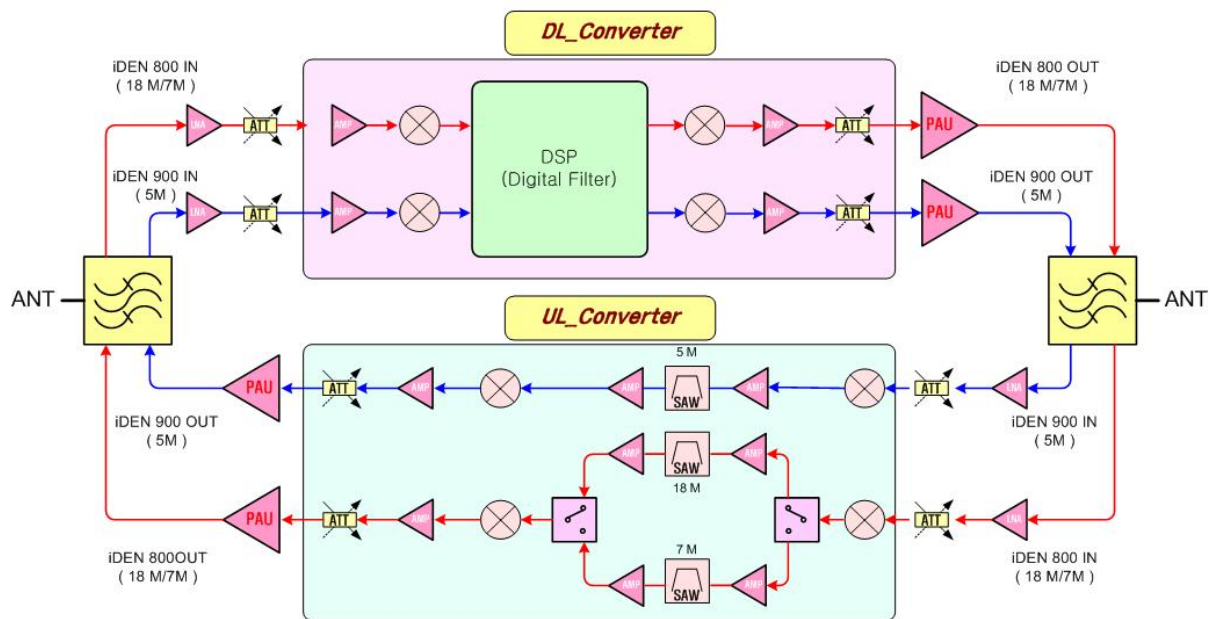 DL_Converter
iDEN 800 IN
( 18 M/7M )
iDEN 800 OUT
( 18 M/7M )
LNA
ATT
AMP
AMP
ATT
PAU
DSP
(Digital Filter)
iDEN 900 IN
( 5M )
iDEN 900 OUT
( 5M )
LNA
ATT
AMP
AMP
ATT
PAU
ANT
ANT
UL_Converter
5 M
PAU
ATT
AMP
AMP
SAW
AMP
ATT
LNA
iDEN 900 OUT
( 5M )
iDEN 900 IN
( 5M )
AMP
SAW
AMP
18 M
PAU
ATT
AMP
ATT
LNA
7 M
iDEN 800OUT
( 18 M/7M )
iDEN 800 IN
( 18 M/7M )
AMP
SAW
AMP